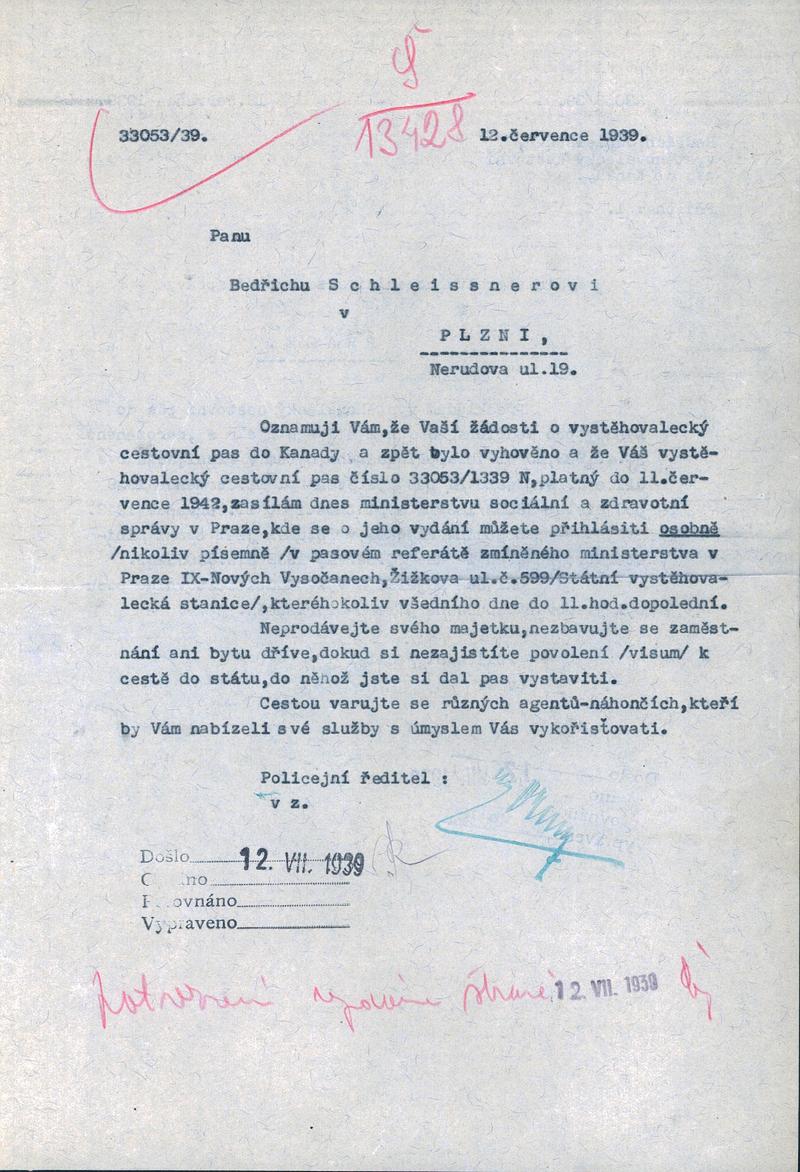 Š
13428
33053/39.
12.července 1939.
Panu
Bedřichu Schleissnerovi
v
PLZNI,
Nerudova ul.19.
Oznamuji Vám,že Vaší žádosti o vystěhovalecký
cestovní pas do Kanady a zpět bylo vyhověno a že Váš vystě-
hovalecký cestovní pas číslo 33053/1339 N,platný do 11.čer-
vence 1942,zasílám dnes ministerstvu sociální a zdravotní
správy v Praze,kde se o jeho vydání můžete přihlásiti osobně
/nikoliv písemně /v pasovém referátě zmíněného ministerstva v
Praze IX-Nových Vysočanech,Žižkova ul.č.599/Státní vystěhova-
lecká stanice/,kteréhokoliv všedního dne do 11.hod.dopolední.
Neprodávejte svého majetku,nezbavujte se zaměst-
nání ani bytu dříve,dokud si nezajistíte povolení /visum/ k
cestě do státu,do něhož jste si dal pas vystaviti.
Cestou varujte se různých agentů-náhončích,kteří
by Vám nabízeli své služby s úmyslem Vás vykořisťovati.
Policejní ředitel :
v z.
Došlo 12. VII. 1939
Vypraveno
potvrzení vydáno straně 12 VII. 1939